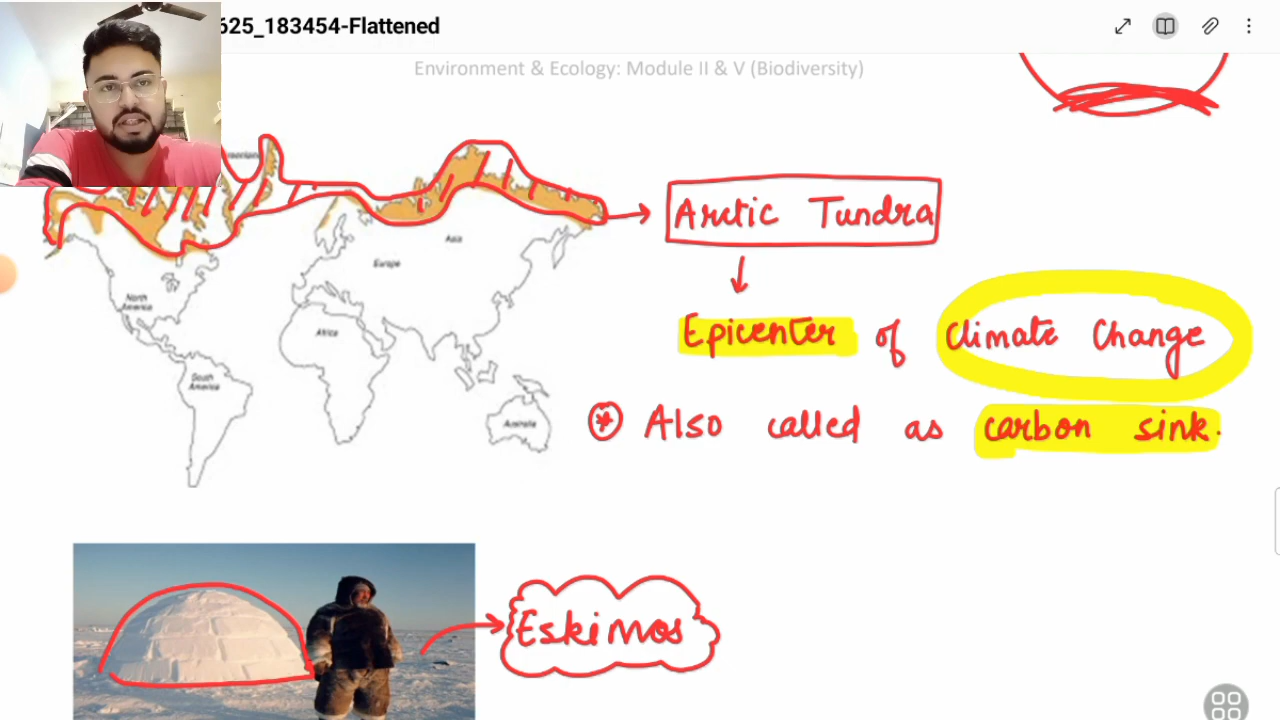 625_183454-Flattened
Environment & Ecology: Module II & V (Biodiversity)
Arctic Tundra
Asia
Europe
North
America
Africa
Epicenter of Climate Change
South
America
Australia
Also called as carbon sink.
Eskimos